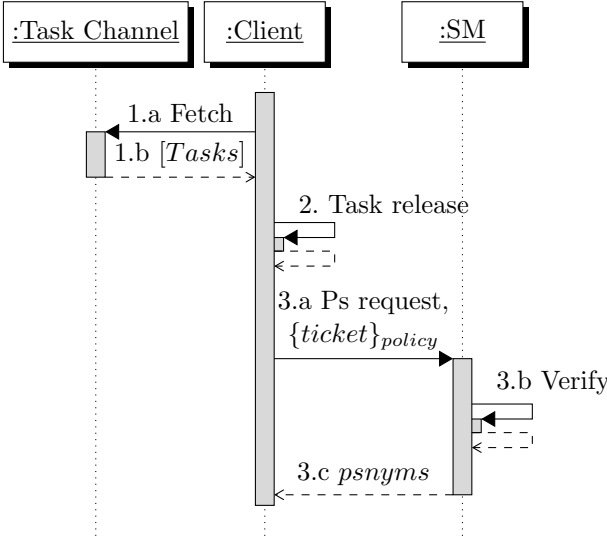 :Task Channel
:Client
:SM
1.a Fetch
1.b [Tasks]
2. Task release
3.a Ps request,
{ticket}policy
3.b Verify
3.c psnyms